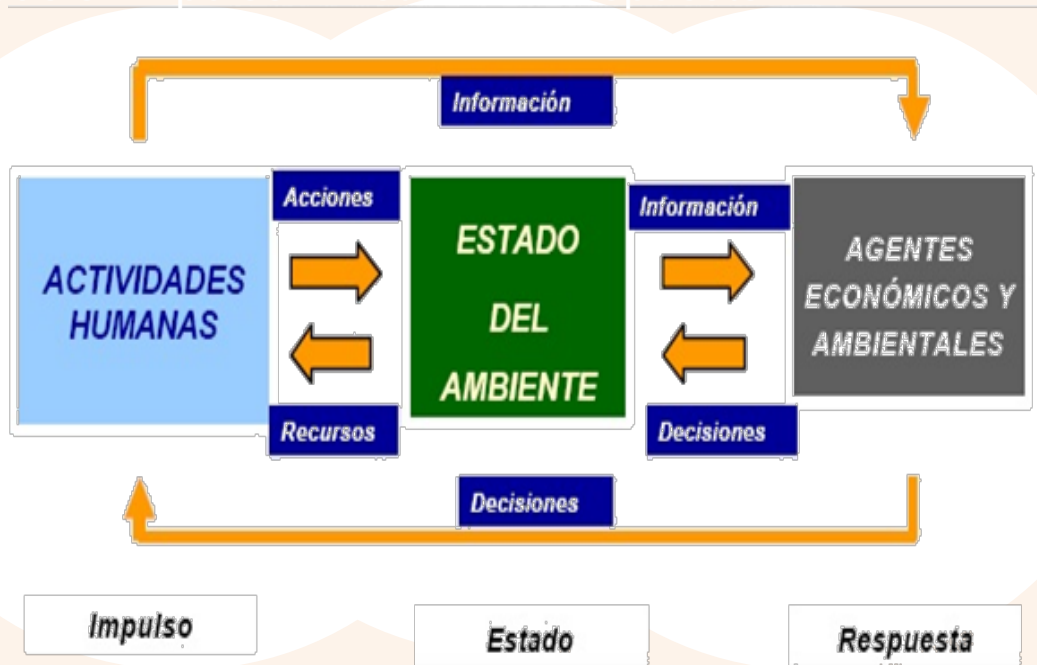 Información
Acciones
Información
ACTIVIDADES
HUMANAS
ESTADO
DEL
AMBIENTE
AGENTES
ECONÓMICOS Y
AMBIENTALES
Recursos
Decisiones
Decisiones
Impulso
Estado
Respuesta